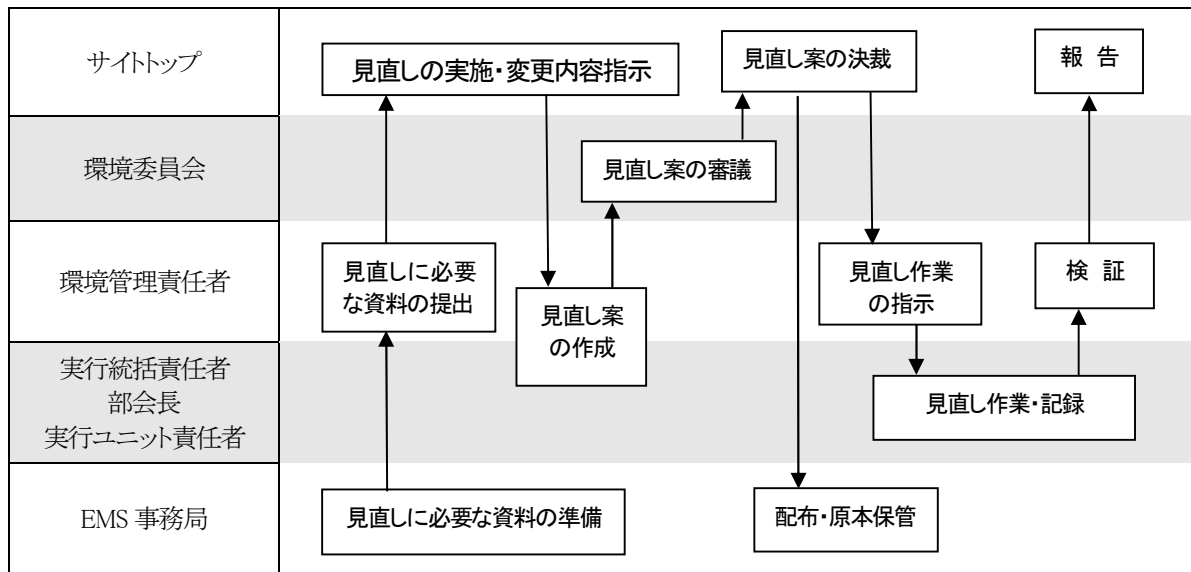 サイトトップ
見直しの実施・変更内容指示
見直し案の決裁
報 告
環境委員会
見直し案の審議
環境管理責任者
見直しに必要
な資料の提出
見直し案
の作成
見直し作業
の指示
検 証
実行統括責任者
部会長
実行ユニット責任者
見直し作業・記録
EMS 事務局
見直しに必要な資料の準備
配布・原本保管